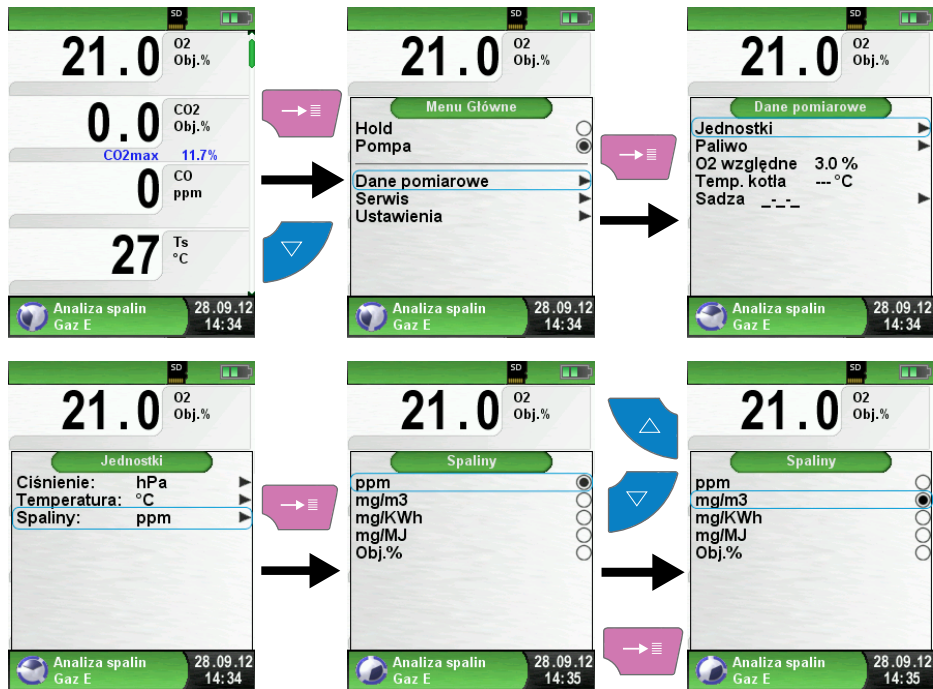 SD
21.0 O2 Obj.%
0.0 CO2 Obj.%
CO2max 11.7%
0 CO ppm
27 Ts °C
Analiza spalin 28.09.12
Gaz E 14:34
SD
21.0 O2 Obj.%
Menu Główne
Hold
Pompa
Dane pomiarowe
Serwis
Ustawienia
Analiza spalin 28.09.12
Gaz E 14:34
SD
21.0 O2 Obj.%
Dane pomiarowe
Jednostki
Paliwo
O2 względne 3.0 %
Temp. kotła --- °C
Sadza _-_-_
Analiza spalin 28.09.12
Gaz E 14:34
SD
21.0 O2 Obj.%
Jednostki
Ciśnienie: hPa
Temperatura: °C
Spaliny: ppm
Analiza spalin 28.09.12
Gaz E 14:34
SD
21.0 O2 Obj.%
Spaliny
ppm
mg/m3
mg/KWh
mg/MJ
Obj.%
Analiza spalin 28.09.12
Gaz E 14:35
SD
21.0 O2 Obj.%
Spaliny
ppm
mg/m3
mg/KWh
mg/MJ
Obj.%
Analiza spalin 28.09.12
Gaz E 14:35